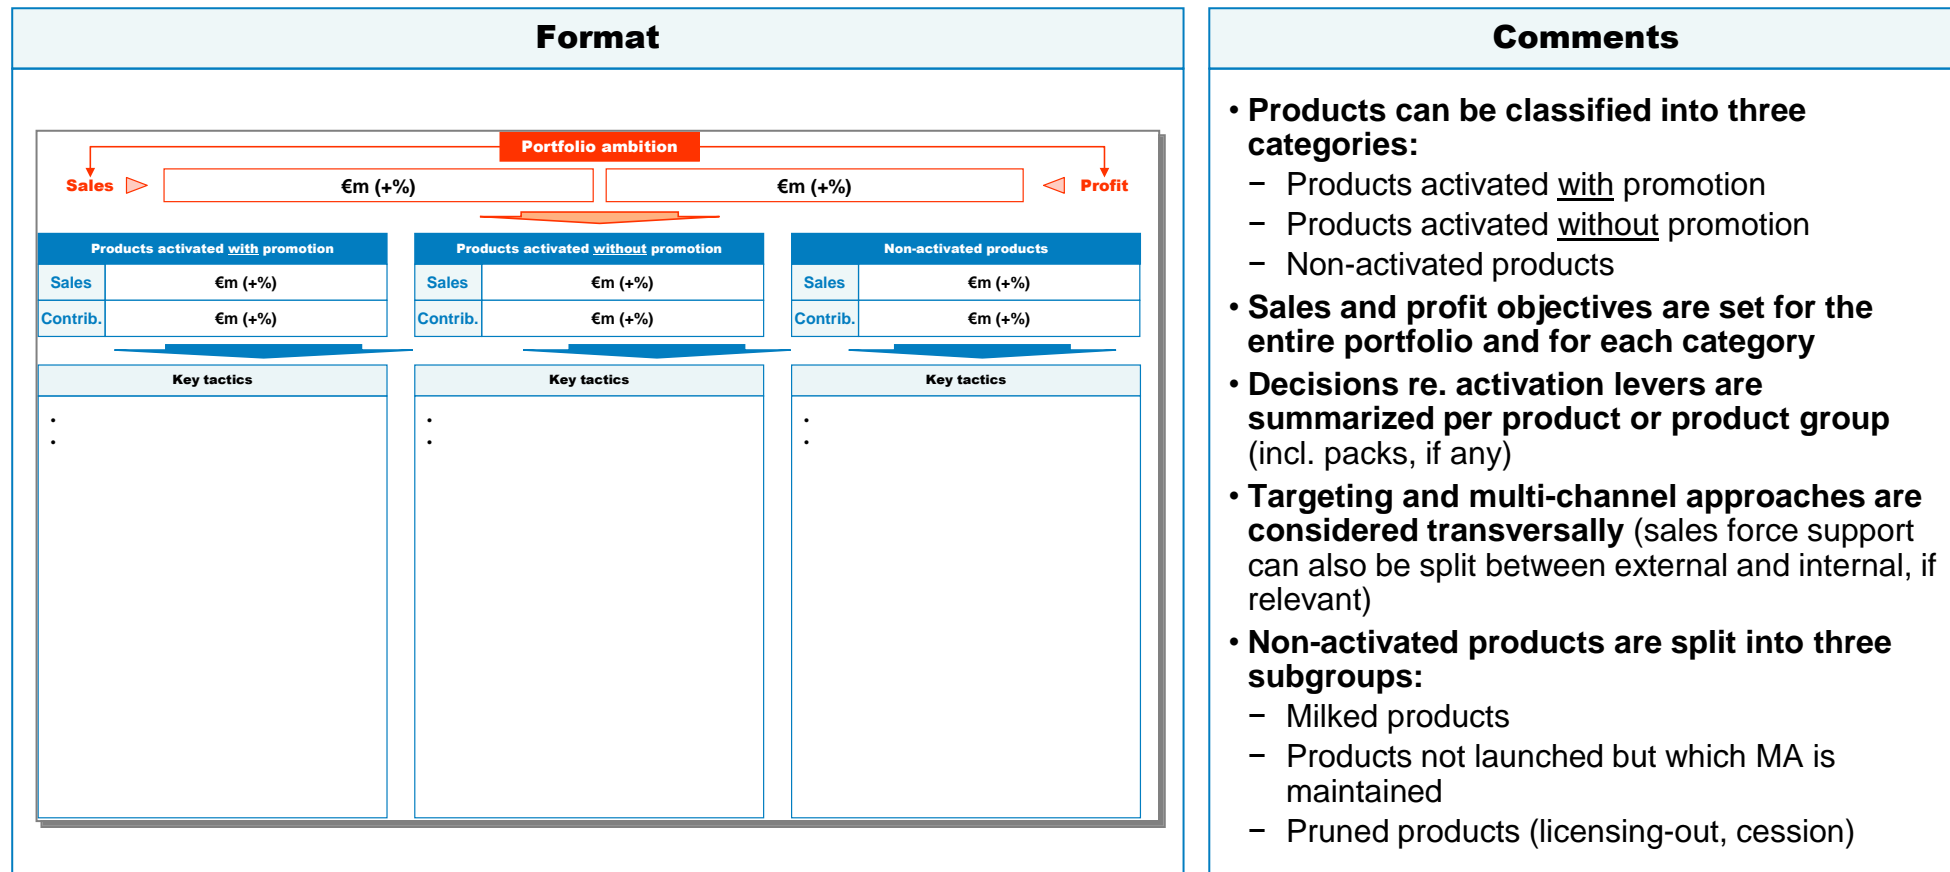 Format
Portfolio ambition
Sales €m (+%) €m (+%) Profit
Products activated with promotion
Sales €m (+%)
Contrib. €m (+%)
Key tactics
•
•
Products activated without promotion
Sales €m (+%)
Contrib. €m (+%)
Key tactics
•
•
Non-activated products
Sales €m (+%)
Contrib. €m (+%)
Key tactics
•
•
Comments
• Products can be classified into three
categories:
− Products activated with promotion
− Products activated without promotion
− Non-activated products
• Sales and profit objectives are set for the
entire portfolio and for each category
• Decisions re. activation levers are
summarized per product or product group
(incl. packs, if any)
• Targeting and multi-channel approaches are
considered transversally (sales force support
can also be split between external and internal, if
relevant)
• Non-activated products are split into three
subgroups:
− Milked products
− Products not launched but which MA is
maintained
− Pruned products (licensing-out, cession)